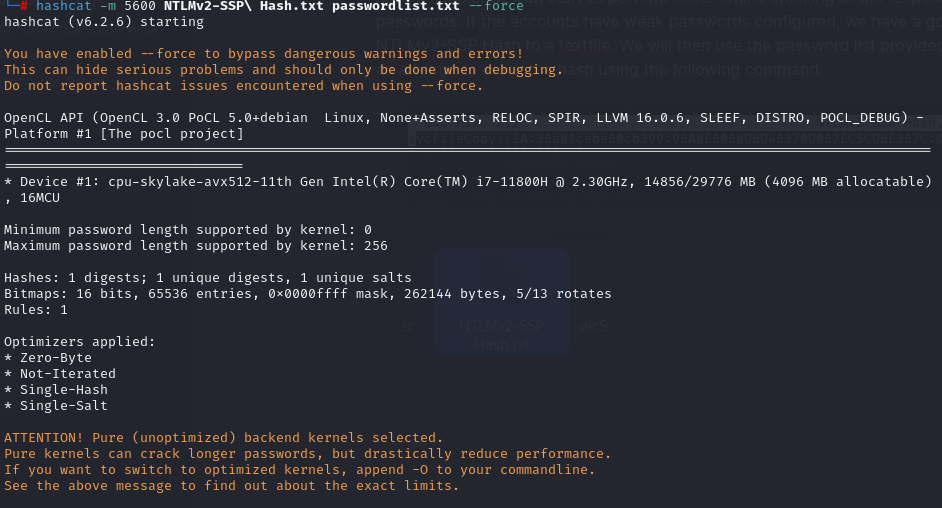 # hashcat -m 5600 NTLMv2-SSP\ Hash.txt passwordlist.txt --force
hashcat (v6.2.6) starting
You have enabled --force to bypass dangerous warnings and errors!
This can hide serious problems and should only be done when debugging.
Do not report hashcat issues encountered when using --force.
OpenCL API (OpenCL 3.0 PoCL 5.0+debian  Linux, None+Asserts, RELOC, SPIR, LLVM 16.0.6, SLEEF, DISTRO, POCL_DEBUG) -
Platform #1 [The pocl project]
* Device #1: cpu-skylake-avx512-11th Gen Intel(R) Core(TM) i7-11800H @ 2.30GHz, 14856/29776 MB (4096 MB allocatable)
, 16MCU
Minimum password length supported by kernel: 0
Maximum password length supported by kernel: 256
Hashes: 1 digests; 1 unique digests, 1 unique salts
Bitmaps: 16 bits, 65536 entries, 0x0000ffff mask, 262144 bytes, 5/13 rotates
Rules: 1
NTLMv2-SSP
Hash.txt
Optimizers applied:
* Zero-Byte
* Not-Iterated
* Single-Hash
* Single-Salt
ATTENTION! Pure (unoptimized) backend kernels selected.
Pure kernels can crack longer passwords, but drastically reduce performance.
If you want to switch to optimized kernels, append -O to your commandline.
See the above message to find out about the exact limits.